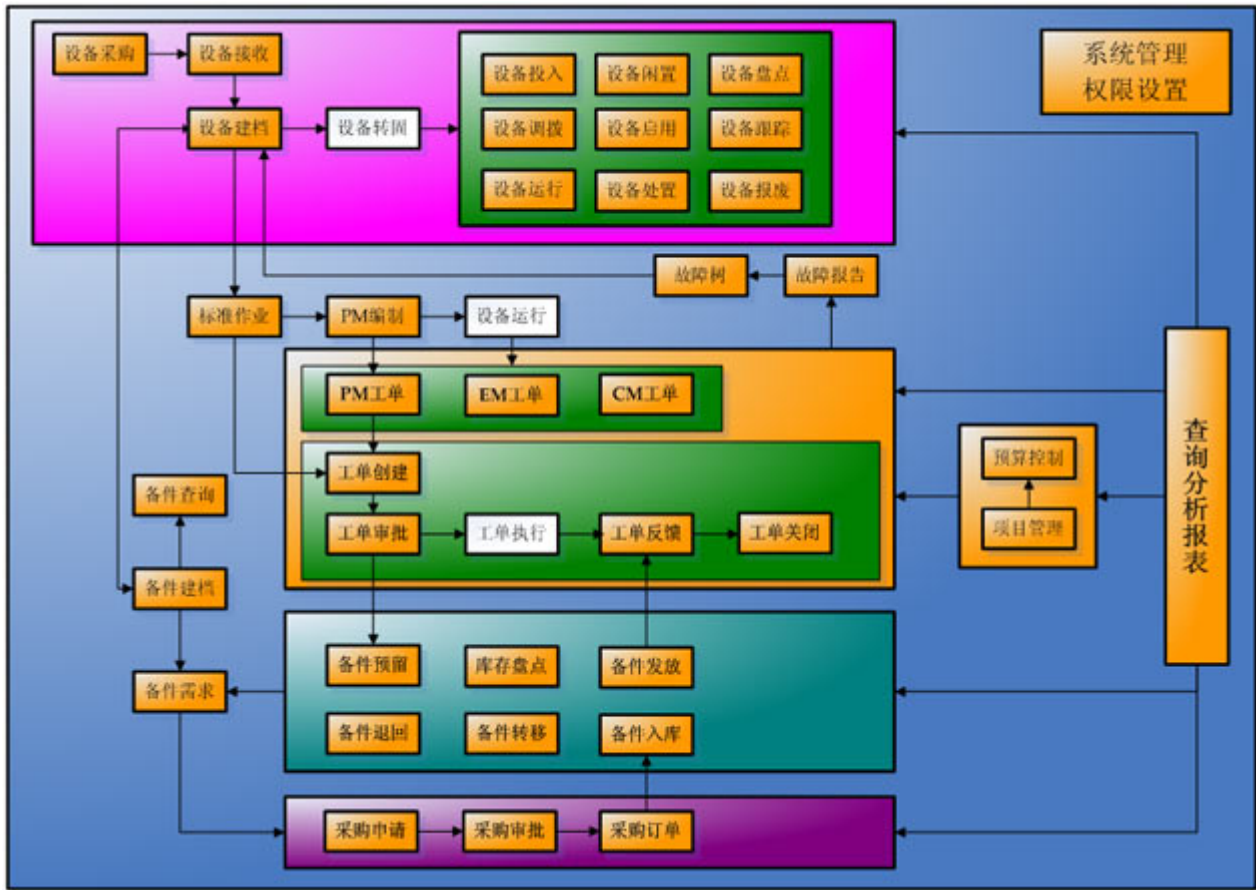 设备采购
设备接收
设备投入
设备闲置
设备盘点
系统管理
权限设置
设备建档
设备转固
设备调拨
设备启用
设备跟踪
设备运行
设备处置
设备报废
故障树
故障报告
标准作业
PM编制
设备运行
PM工单
EM工单
CM工单
查询分析报表
工单创建
预算控制
备件查询
工单审批
工单执行
工单反馈
工单关闭
项目管理
备件建档
备件预留
库存盘点
备件发放
备件需求
备件退回
备件转移
备件入库
采购申请
采购审批
采购订单